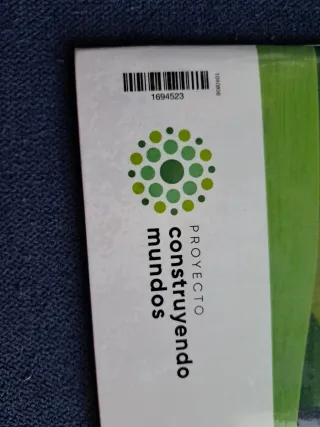 1694523
PROYECTO
construyendo
mundos